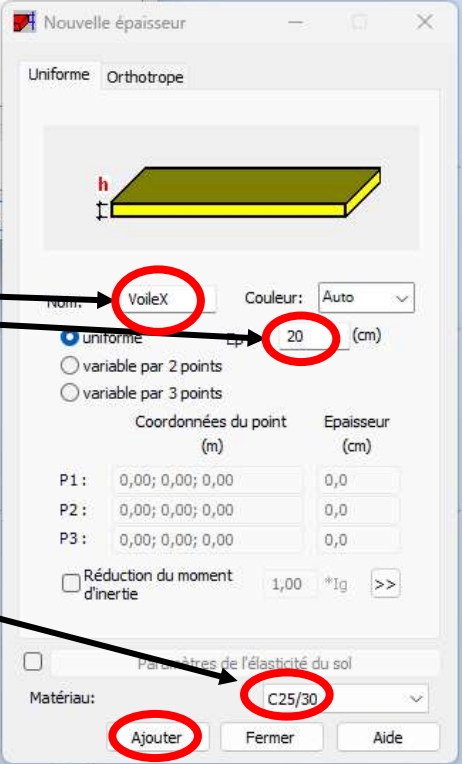 Nouvelle épaisseur
Uniforme Orthotrope
h
Nom: VoileX Couleur: Auto
uniforme Ep 20 (cm)
variable par 2 points
variable par 3 points
Coordonnées du point Epaisseur
(m) (cm)
P1: 0,00; 0,00; 0,00 0,0
P2: 0,00; 0,00; 0,00 0,0
P3: 0,00; 0,00; 0,00 0,0
Réduction du moment
d'inertie 1,00 *Ig >>
Paramètres de l'élasticité du sol
Matériau: C25/30
Ajouter Fermer Aide